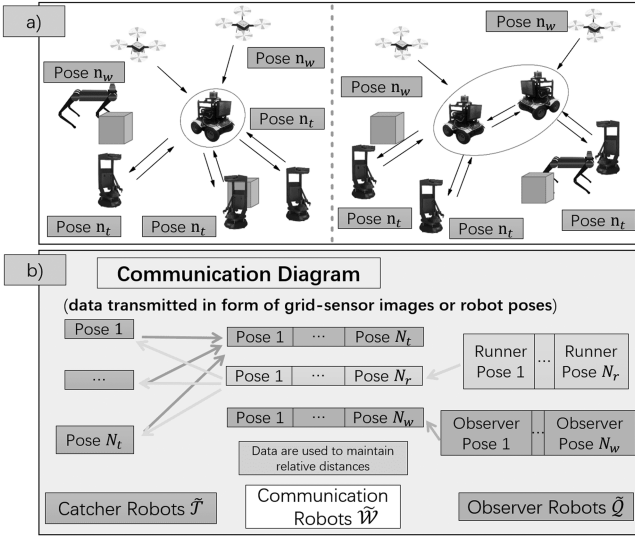 a)
Pose n_w
Pose n_w
Pose n_t
Pose n_t
Pose n_t
Pose n_t
Pose n_w
Pose n_w
Pose n_t
Pose n_t
Pose n_t
b)
Communication Diagram
(data transmitted in form of grid-sensor images or robot poses)
Pose 1
...
Pose N_t
Pose 1 ... Pose N_t
Pose 1 ... Pose N_r
Pose 1 ... Pose N_w
Data are used to maintain
relative distances
Runner ... Runner
Pose 1 Pose N_r
Observer ... Observer
Pose 1 Pose N_w
Catcher Robots 𝒯̃
Communication
Robots 𝒲̃
Observer Robots 𝒬̃